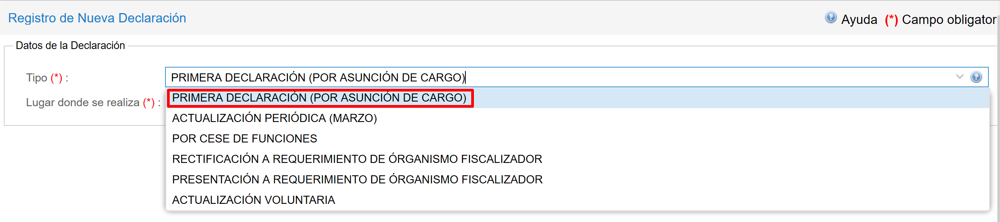 Registro de Nueva Declaración
Ayuda (*) Campo obligator
Datos de la Declaración
Tipo (*) :
PRIMERA DECLARACIÓN (POR ASUNCIÓN DE CARGO)
Lugar donde se realiza (*) :
PRIMERA DECLARACIÓN (POR ASUNCIÓN DE CARGO)
ACTUALIZACIÓN PERIÓDICA (MARZO)
POR CESE DE FUNCIONES
RECTIFICACIÓN A REQUERIMIENTO DE ÓRGANISMO FISCALIZADOR
PRESENTACIÓN A REQUERIMIENTO DE ÓRGANISMO FISCALIZADOR
ACTUALIZACIÓN VOLUNTARIA